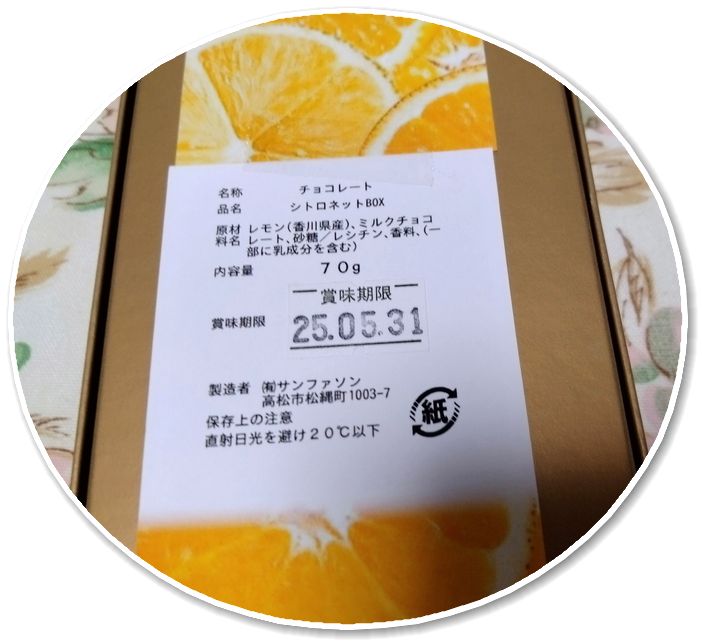 名称 チョコレート
品名 シトロネットBOX
原材 レモン(香川県産)、ミルクチョコ
料名 レート、砂糖/レシチン、香料、(一
部に乳成分を含む)
内容量 70g
賞味期限
賞味期限 25.05.31
製造者 ㈲サンファソン
高松市松縄町1003-7
保存上の注意
直射日光を避け20℃以下
紙